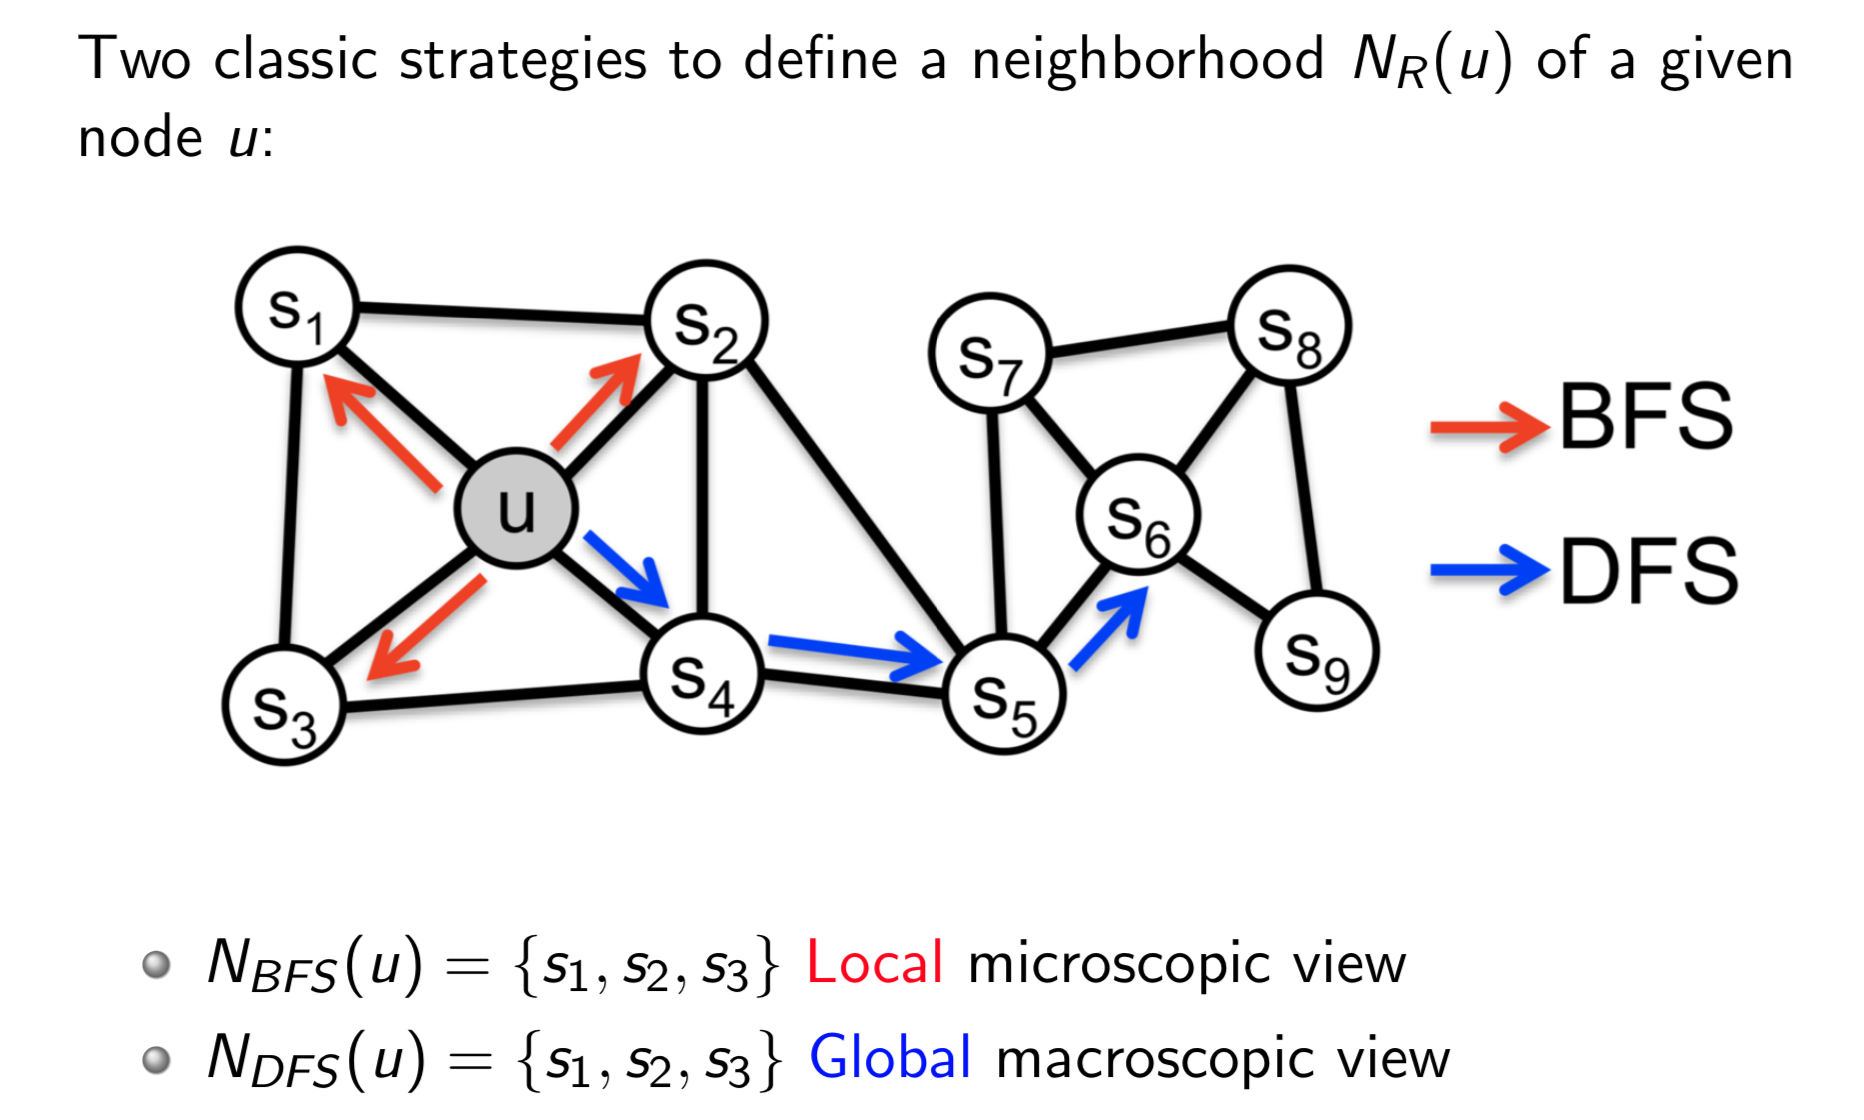 Two classic strategies to define a neighborhood N_R(u) of a given
node u:
s1
s2
s7
s8
BFS
u
s6
DFS
s3
s4
s5
s9
N_BFS(u) = {s1, s2, s3} Local microscopic view
N_DFS(u) = {s1, s2, s3} Global macroscopic view